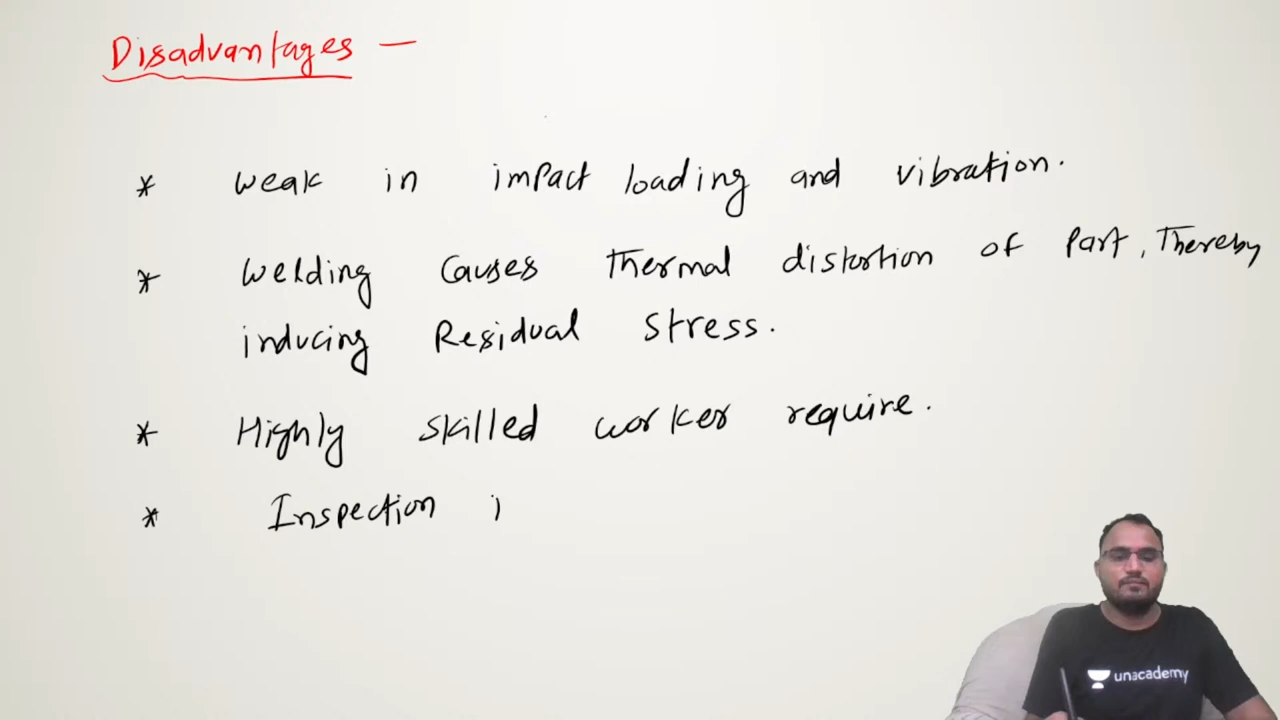 Disadvantages -
* weak in impact loading and vibration.
* Welding Causes Thermal distortion of Part, Thereby
inducing Residual Stress.
* Highly skilled worker require.
* Inspection i
unacademy